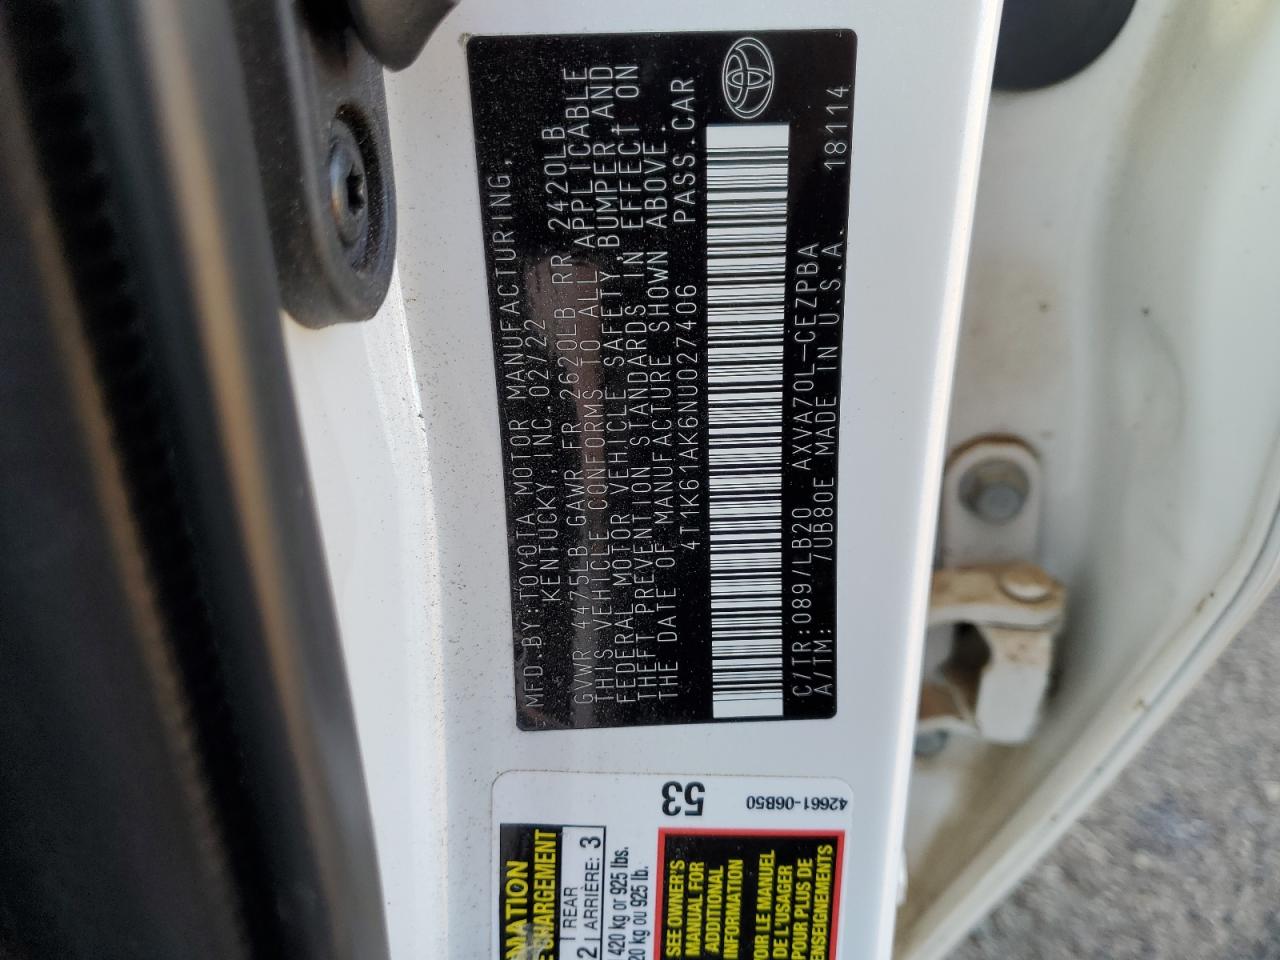 MFD.BY:TOYOTA MOTOR MANUFACTURING,
KENTUCKY, INC. 02/22
GVWR 4475LB GAWR FR 2620LB RR 2420LB
THIS VEHICLE CONFORMS TO ALL APPLICABLE
FEDERAL MOTOR VEHICLE SAFETY, BUMPER, AND
THEFT PREVENTION STANDARDS IN EFFECT ON
THE DATE OF MANUFACTURE SHOWN ABOVE.
4T1K61AK6NU027406 PASS.CAR
C/TR:089/LB20 AXVA70L-CEZPBA
A/TM: /UB80E MADE IN U.S.A. 18114
53
42661-06B50
1 REAR
2 ARRIÈRE: 3
CHARGEMENT
420 kg or 925 lbs.
kg ou 925 lb.
SEE OWNER'S
MANUAL FOR
ADDITIONAL
INFORMATION
VOIR LE MANUEL
DE L'USAGER
POUR PLUS DE
RENSEIGNEMENTS